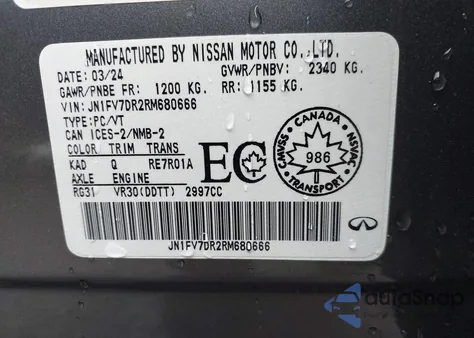 MANUFACTURED BY NISSAN MOTOR CO., LTD.
DATE: 03/24 GVWR/PNBV: 2340 KG.
GAWR/PNBE FR: 1200 KG. RR: 1155 KG.
VIN: JN1FV7DR2RM680666
TYPE: PC/VT
CAN ICES-2/NMB-2
COLOR TRIM TRANS
KAD Q RE7R01A
AXLE ENGINE
RG31 VR30(DDTT) 2997CC
EC
CANADA
CMVSS
986
NSVAC
TRANSPORT
JN1FV7DR2RM680666
autoSnap